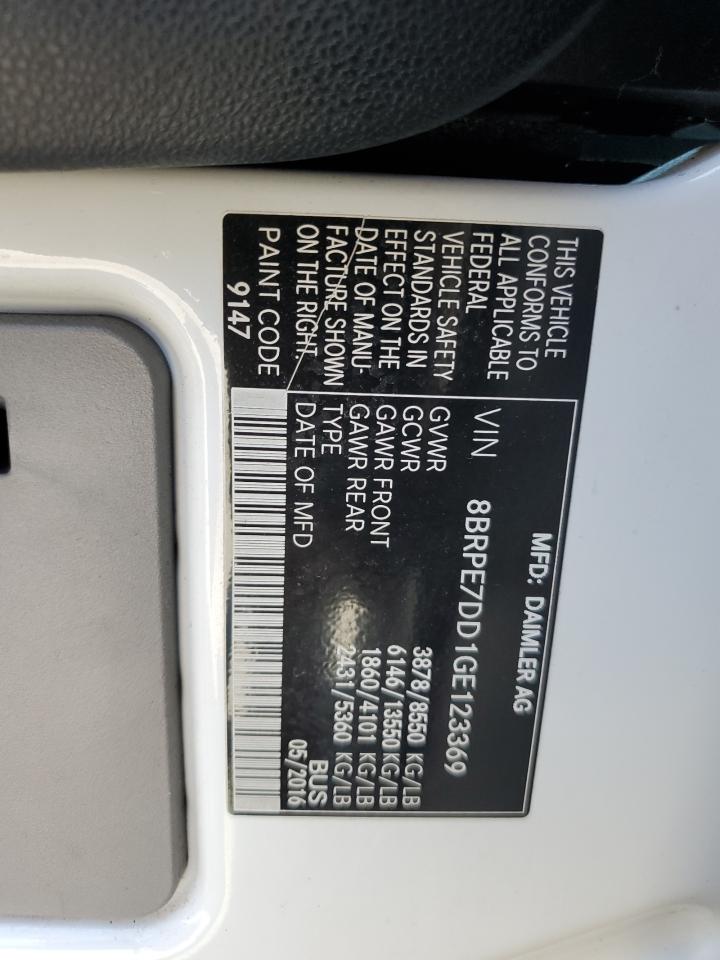 THIS VEHICLE
CONFORMS TO
ALL APPLICABLE
FEDERAL
VEHICLE SAFETY
STANDARDS IN
EFFECT ON THE
DATE OF MANU-
FACTURE SHOWN
ON THE RIGHT.
PAINT CODE
9147
MFD: DAIMLER AG
VIN 8BRPE7DD1GE123369
GVWR 3878/8550 KG/LB
GCWR 6146/13550 KG/LB
GAWR FRONT 1860/4101 KG/LB
GAWR REAR 2431/5360 KG/LB
TYPE BUS
DATE OF MFD 05/2016